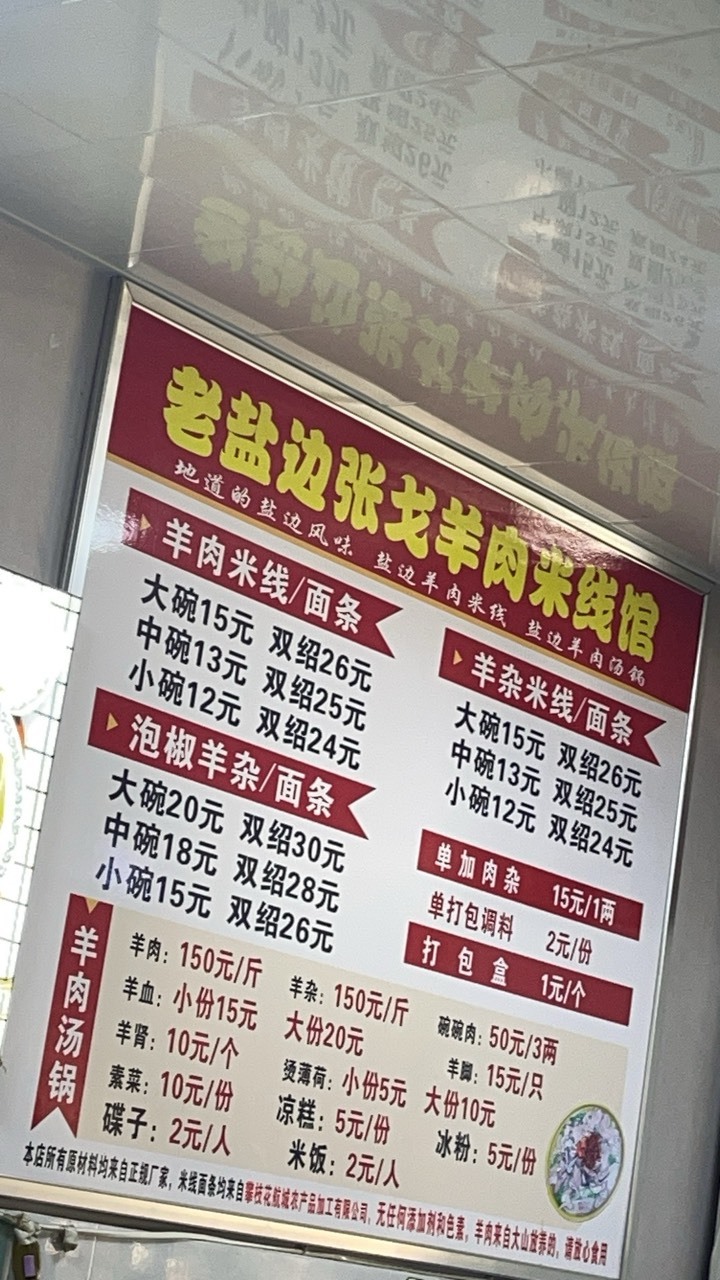 老盐边张戈羊肉米线馆
地道的盐边风味 盐边羊肉米线 盐边羊肉汤锅
羊肉米线/面条
大碗15元 双绍26元
中碗13元 双绍25元
小碗12元 双绍24元
泡椒羊杂/面条
大碗20元 双绍30元
中碗18元 双绍28元
小碗15元 双绍26元
羊杂米线/面条
大碗15元 双绍26元
中碗13元 双绍25元
小碗12元 双绍24元
单加肉杂 15元/1两
单打包调料 2元/份
打包盒 1元/个
羊肉汤锅
羊肉：150元/斤 羊杂：150元/斤 碗碗肉：50元/3两
羊血：小份15元 大份20元 羊脚：15元/只
羊肾：10元/个 烫薄荷：小份5元 大份10元
素菜：10元/份 凉糕：5元/份 冰粉：5元/份
碟子：2元/人 米饭：2元/人
本店所有原材料均来自正规厂家，米线面条均来自攀枝花航城农产品加工有限公司，无任何添加剂和色素，羊肉来自大山放养的，请放心食用